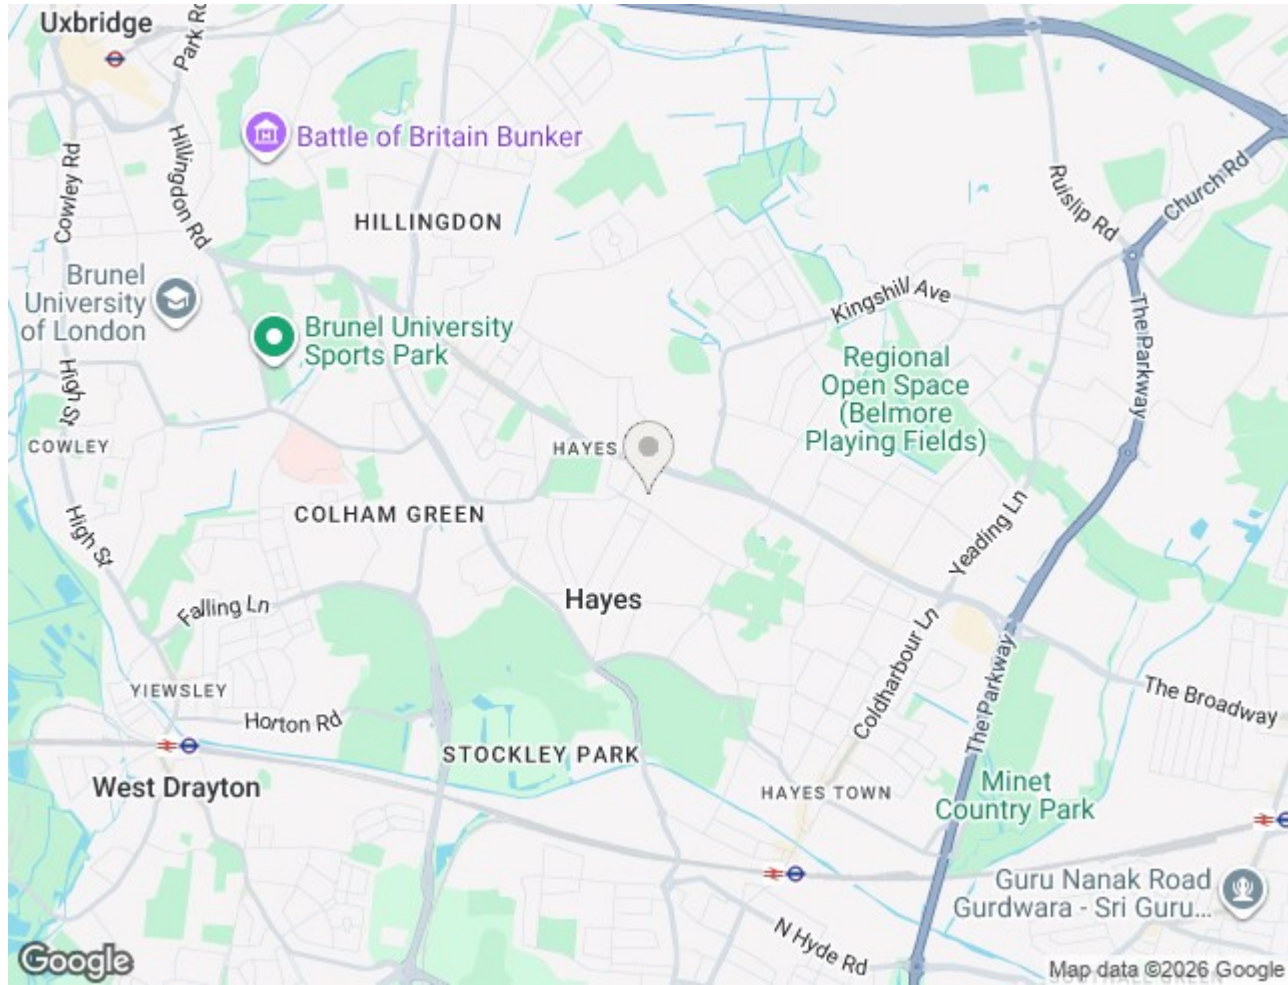 Uxbridge
Park Rd
Battle of Britain Bunker
Hillingdon Rd
Cowley Rd
Ruislip Rd
Church Rd
HILLINGDON
Brunel
University
of London
Kingshill Ave
Brunel University
Sports Park
The Parkway
Regional
Open Space
(Belmore
Playing Fields)
High St
COWLEY
HAYES
COLHAM GREEN
High St
Yeading Ln
Falling Ln
Hayes
Coldharbour Ln
YIEWSLEY
Horton Rd
The Parkway
The Broadway
STOCKLEY PARK
West Drayton
HAYES TOWN
Minet
Country Park
Guru Nanak Road
Gurdwara - Sri Guru...
N Hyde Rd
Google
Map data ©2026 Google